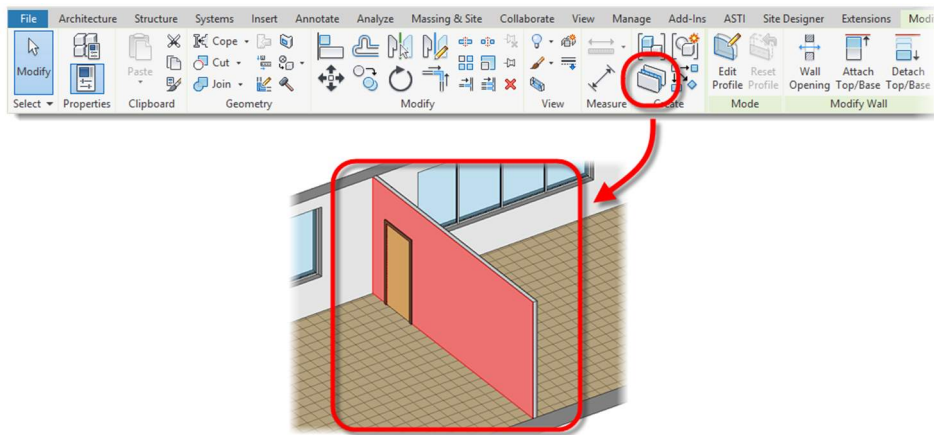 File Architecture Structure Systems Insert Annotate Analyze Massing & Site Collaborate View Manage Add-Ins ASTI Site Designer Extensions Modi
Modify
Paste
Cope
Cut
Join
Edit Profile
Reset Profile
Wall Opening
Attach Top/Base
Detach Top/Base
Select Properties Clipboard Geometry Modify View Measure Create Mode Modify Wall